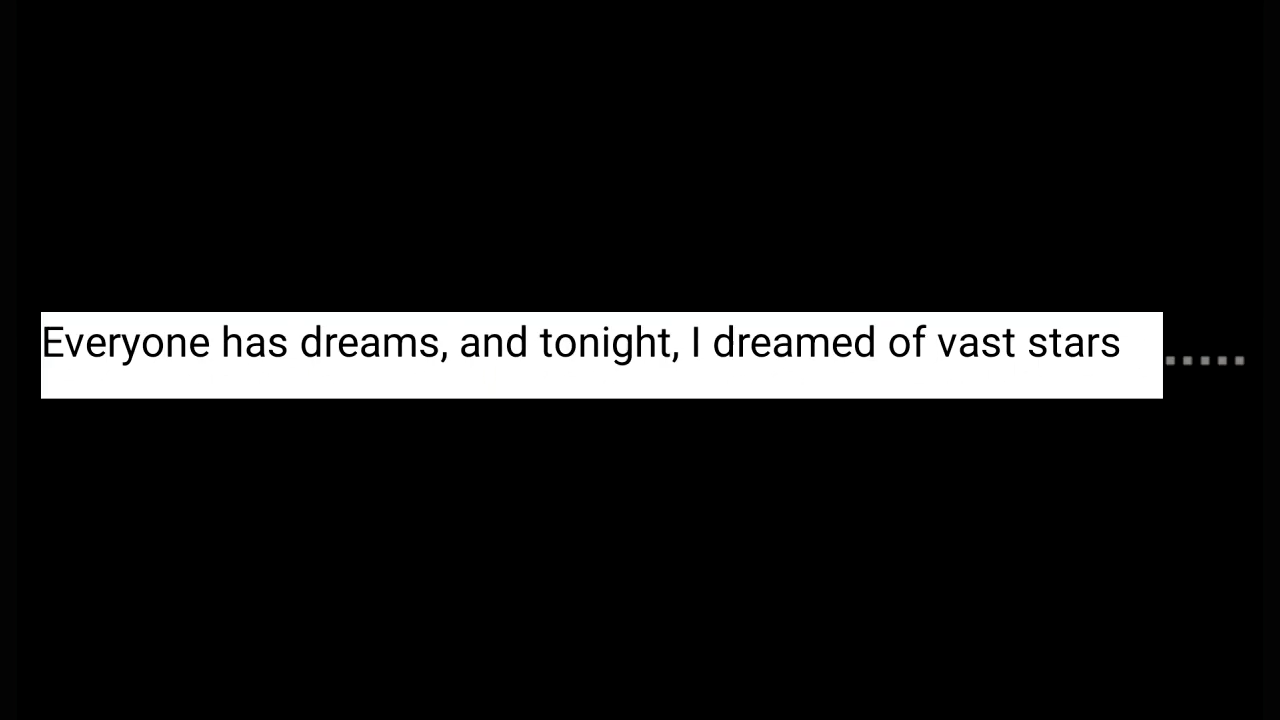 Everyone has dreams, and tonight, I dreamed of vast stars.....